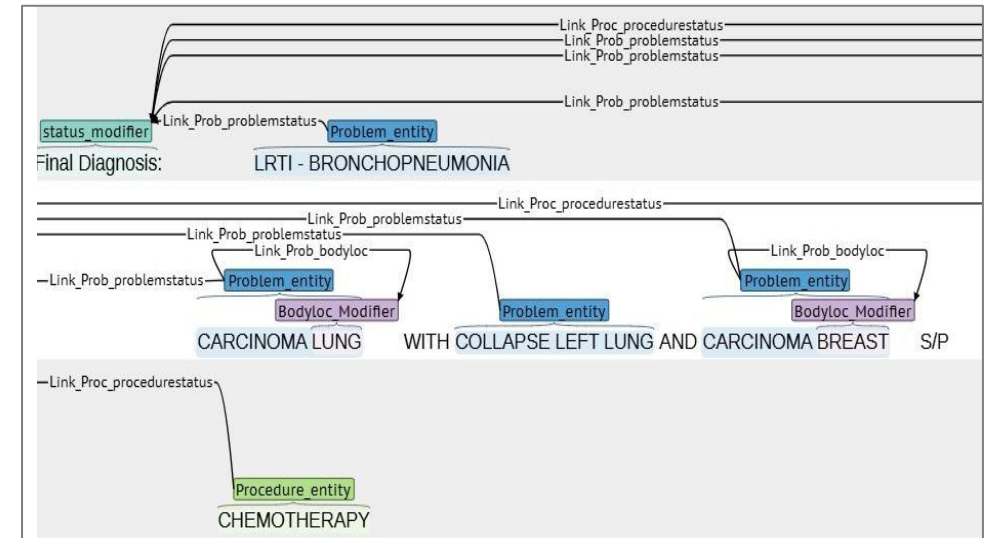 Link_Proc_procedurestatus
Link_Prob_problemstatus
Link_Prob_problemstatus
Link_Prob_problemstatus
status_modifier Link_Prob_problemstatus Problem_entity
Final Diagnosis: LRTI - BRONCHOPNEUMONIA
Link_Proc_procedurestatus
Link_Prob_problemstatus
Link_Prob_problemstatus
Link_Prob_bodyloc Link_Prob_bodyloc
Link_Prob_problemstatus Problem_entity Problem_entity
Bodyloc_Modifier Problem_entity Bodyloc_Modifier
CARCINOMA LUNG WITH COLLAPSE LEFT LUNG AND CARCINOMA BREAST S/P
Link_Proc_procedurestatus
Procedure_entity
CHEMOTHERAPY